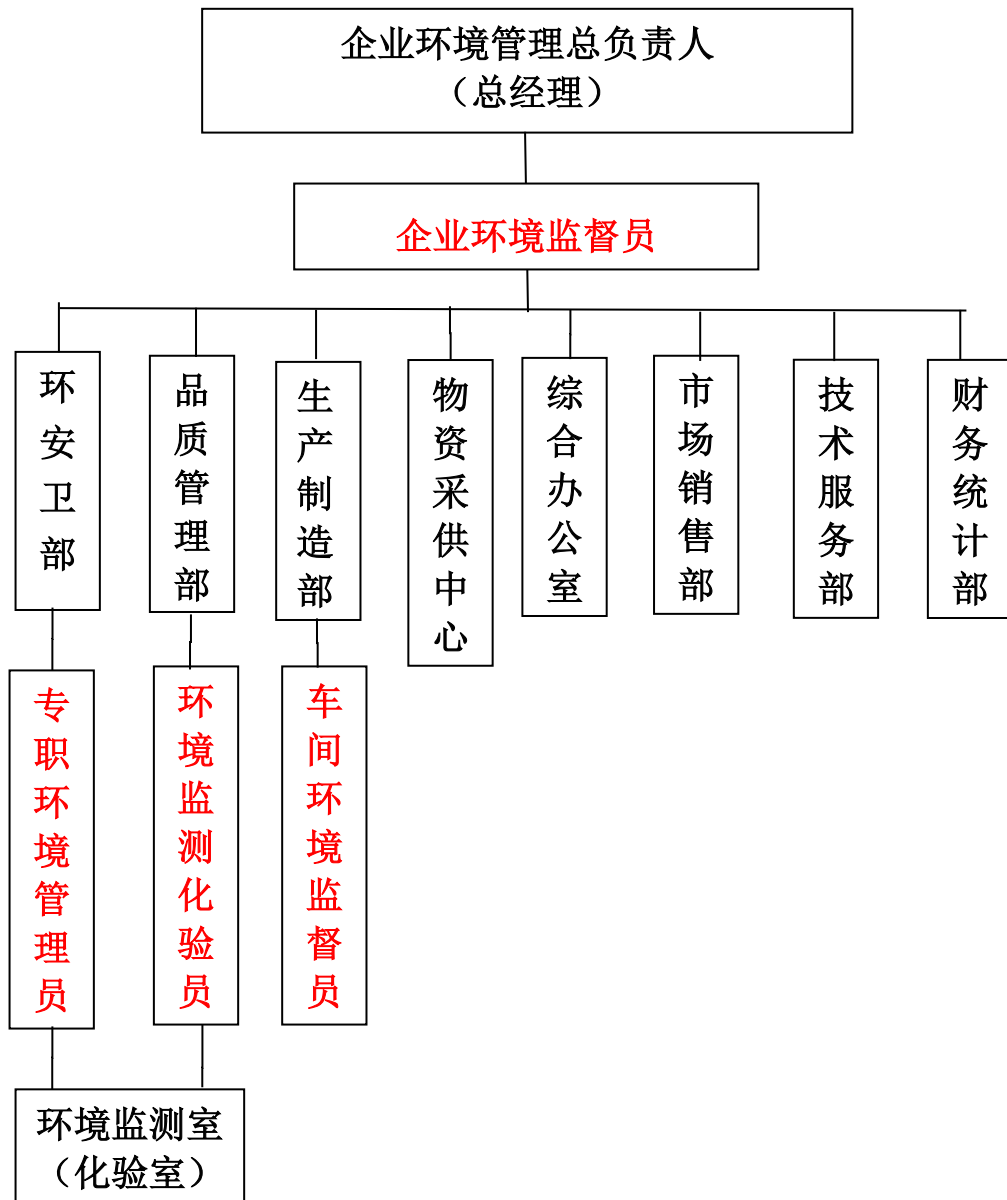 企业环境管理总负责人
（总经理）
企业环境监督员
环安卫部
品质管理部
生产制造部
物资采供中心
综合办公室
市场销售部
技术服务部
财务统计部
专职环境管理员
环境监测化验员
车间环境监督员
环境监测室
（化验室）